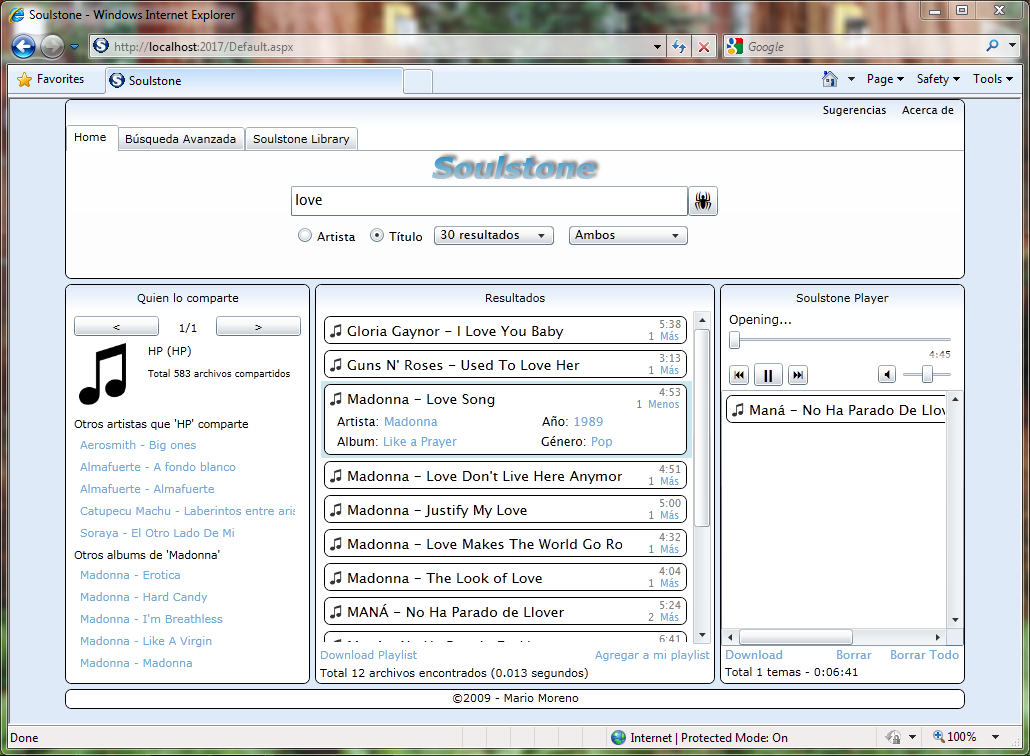 Soulstone - Windows Internet Explorer
http://localhost:2017/Default.aspx
Google
Favorites
Soulstone
Page
Safety
Tools
Sugerencias Acerca de
Home
Búsqueda Avanzada
Soulstone Library
Soulstone
love
Artista
Título
30 resultados
Ambos
Quien lo comparte
<
1/1
>
HP (HP)
Total 583 archivos compartidos
Otros artistas que 'HP' comparte
Aerosmith - Big ones
Almafuerte - A fondo blanco
Almafuerte - Almafuerte
Catupecu Machu - Laberintos entre aris
Soraya - El Otro Lado De Mi
Otros albums de 'Madonna'
Madonna - Erotica
Madonna - Hard Candy
Madonna - I'm Breathless
Madonna - Like A Virgin
Madonna - Madonna
Resultados
Gloria Gaynor - I Love You Baby
5:38
1 Más
Guns N' Roses - Used To Love Her
3:13
1 Más
Madonna - Love Song
4:53
1 Menos
Artista: Madonna
Año: 1989
Album: Like a Prayer
Género: Pop
Madonna - Love Don't Live Here Anymor
4:51
1 Más
Madonna - Justify My Love
5:00
1 Más
Madonna - Love Makes The World Go Ro
4:32
1 Más
Madonna - The Look of Love
4:04
1 Más
MANÁ - No Ha Parado de Llover
5:24
2 Más
6:41
Download Playlist
Agregar a mi playlist
Total 12 archivos encontrados (0.013 segundos)
Soulstone Player
Opening...
4:45
Maná - No Ha Parado De Llov
Download
Borrar
Borrar Todo
Total 1 temas - 0:06:41
©2009 - Mario Moreno
Done
Internet | Protected Mode: On
100%